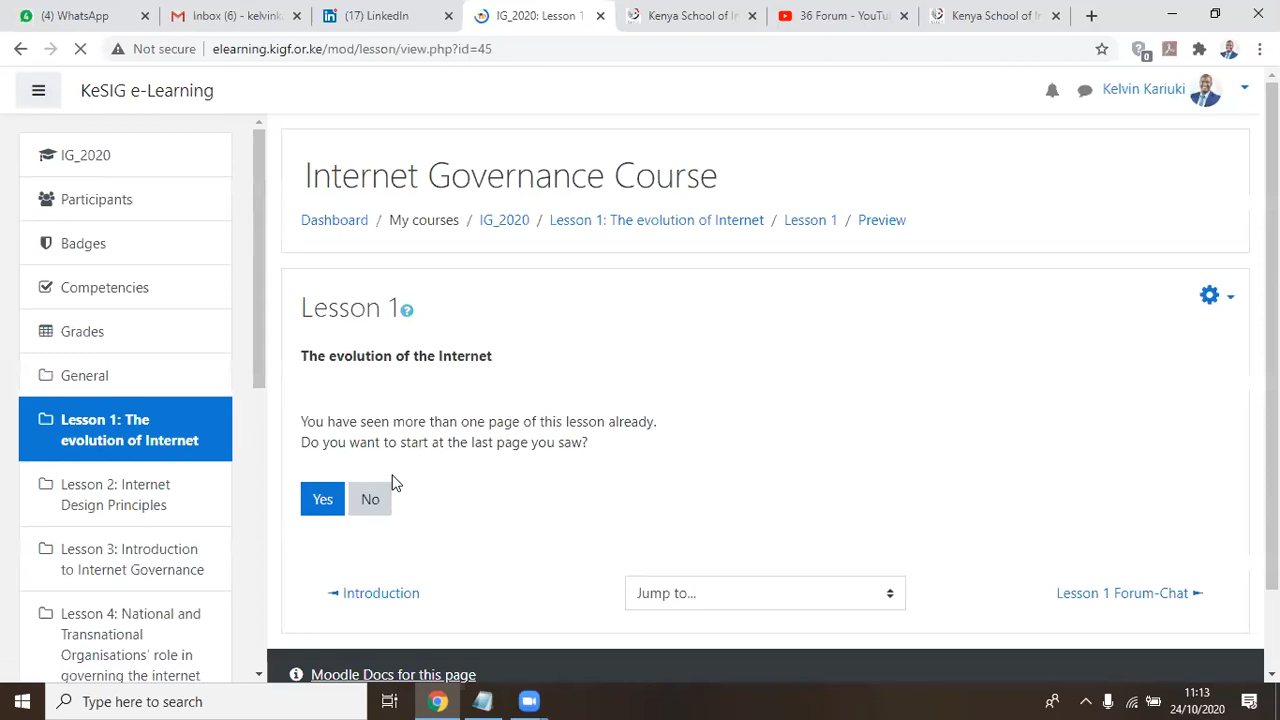 (4) WhatsApp
Inbox (6) - kelvink
(17) LinkedIn
IG_2020: Lesson 1
Kenya School of I
36 Forum - YouTu
Kenya School of I
Not secure
elearning.kigf.or.ke/mod/lesson/view.php?id=45
0
KeSIG e-Learning
Kelvin Kariuki
IG_2020
Participants
Badges
Competencies
Grades
General
Lesson 1: The
evolution of Internet
Lesson 2: Internet
Design Principles
Lesson 3: Introduction
to Internet Governance
Lesson 4: National and
Transnational
Organisations' role in
governing the internet
Internet Governance Course
Dashboard / My courses / IG_2020 / Lesson 1: The evolution of Internet / Lesson 1 / Preview
Lesson 1
The evolution of the Internet
You have seen more than one page of this lesson already.
Do you want to start at the last page you saw?
Yes
No
Introduction
Jump to...
Lesson 1 Forum-Chat
Moodle Docs for this page
Type here to search
11:13
24/10/2020